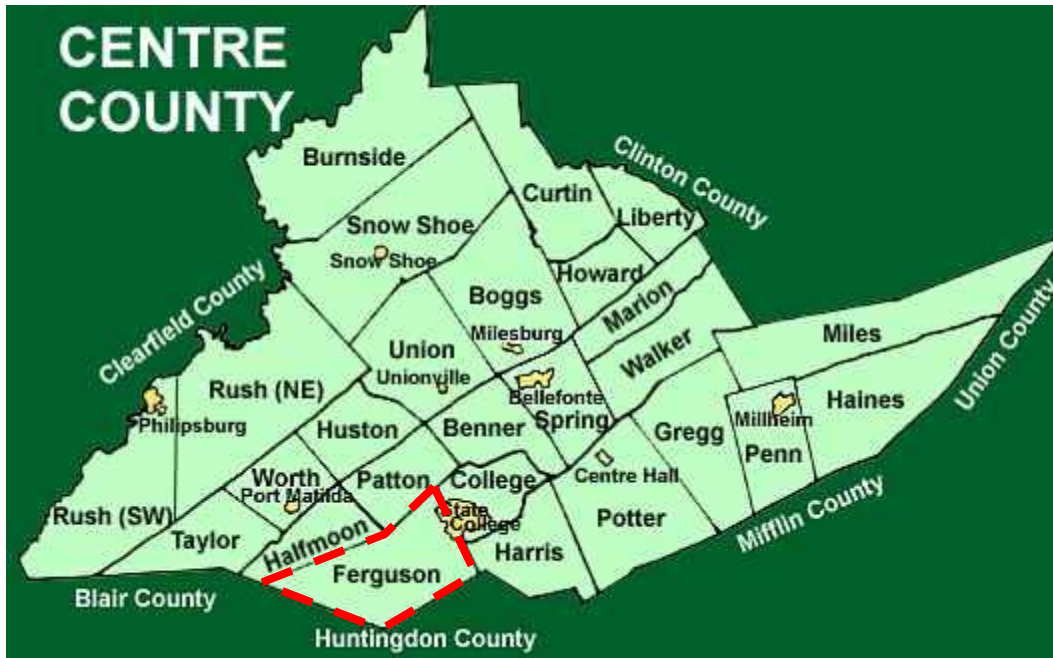 CENTRE
COUNTY
Burnside
Clinton County
Curtin
Liberty
Snow Shoe
Snow Shoe
Howard
Clearfield County
Boggs
Marion
Milesburg
Miles
Union
Walker
Union County
Unionville
Rush (NE)
Bellefonte
Haines
Philipsburg
Huston
Benner
Spring
Millheim
Gregg
Penn
Worth
Patton
College
Centre Hall
Port Matilda
State
College
Rush (SW)
Potter
Mifflin County
Taylor
Halfmoon
Harris
Ferguson
Blair County
Huntingdon County